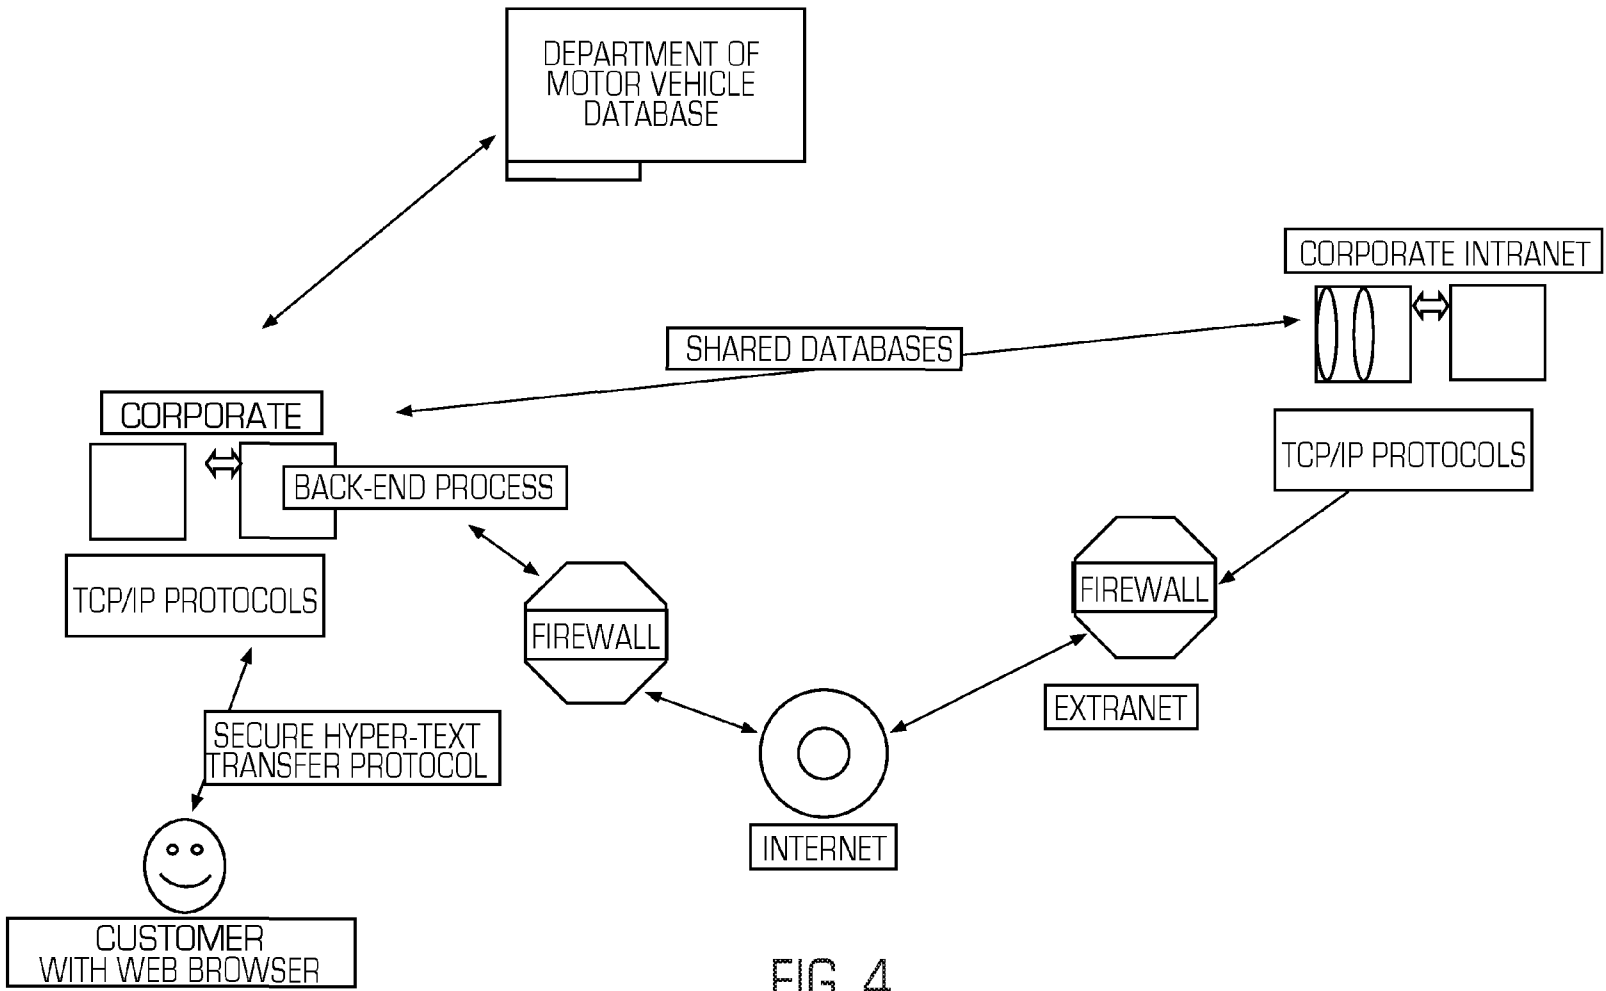 DEPARTMENT OF
MOTOR VEHICLE
DATABASE
CORPORATE INTRANET
SHARED DATABASES
CORPORATE
TCP/IP PROTOCOLS
BACK-END PROCESS
FIREWALL
TCP/IP PROTOCOLS
FIREWALL
EXTRANET
SECURE HYPER-TEXT
TRANSFER PROTOCOL
INTERNET
CUSTOMER
WITH WEB BROWSER
FIG. 4